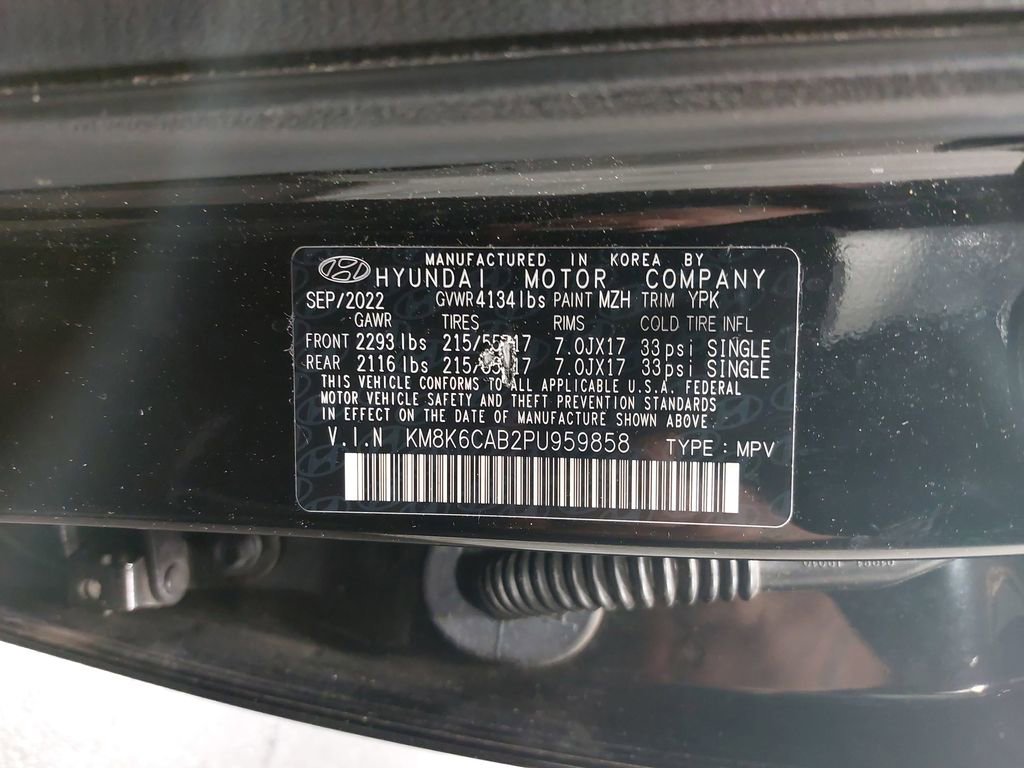 MANUFACTURED IN KOREA BY
HYUNDAI MOTOR COMPANY
SEP/2022 GVWR 4134lbs PAINT MZH TRIM YPK
GAWR TIRES RIMS COLD TIRE INFL
FRONT 2293 lbs 7.0JX17 33psi SINGLE
REAR 2116 lbs 7.0JX17 33psi SINGLE
THIS VEHICLE CONFORMS TO ALL APPLICABLE U.S.A. FEDERAL
MOTOR VEHICLE SAFETY AND THEFT PREVENTION STANDARDS
IN EFFECT ON THE DATE OF MANUFACTURE SHOWN ABOVE.
V.I.N KM8K6CAB2PU959858 TYPE : MPV